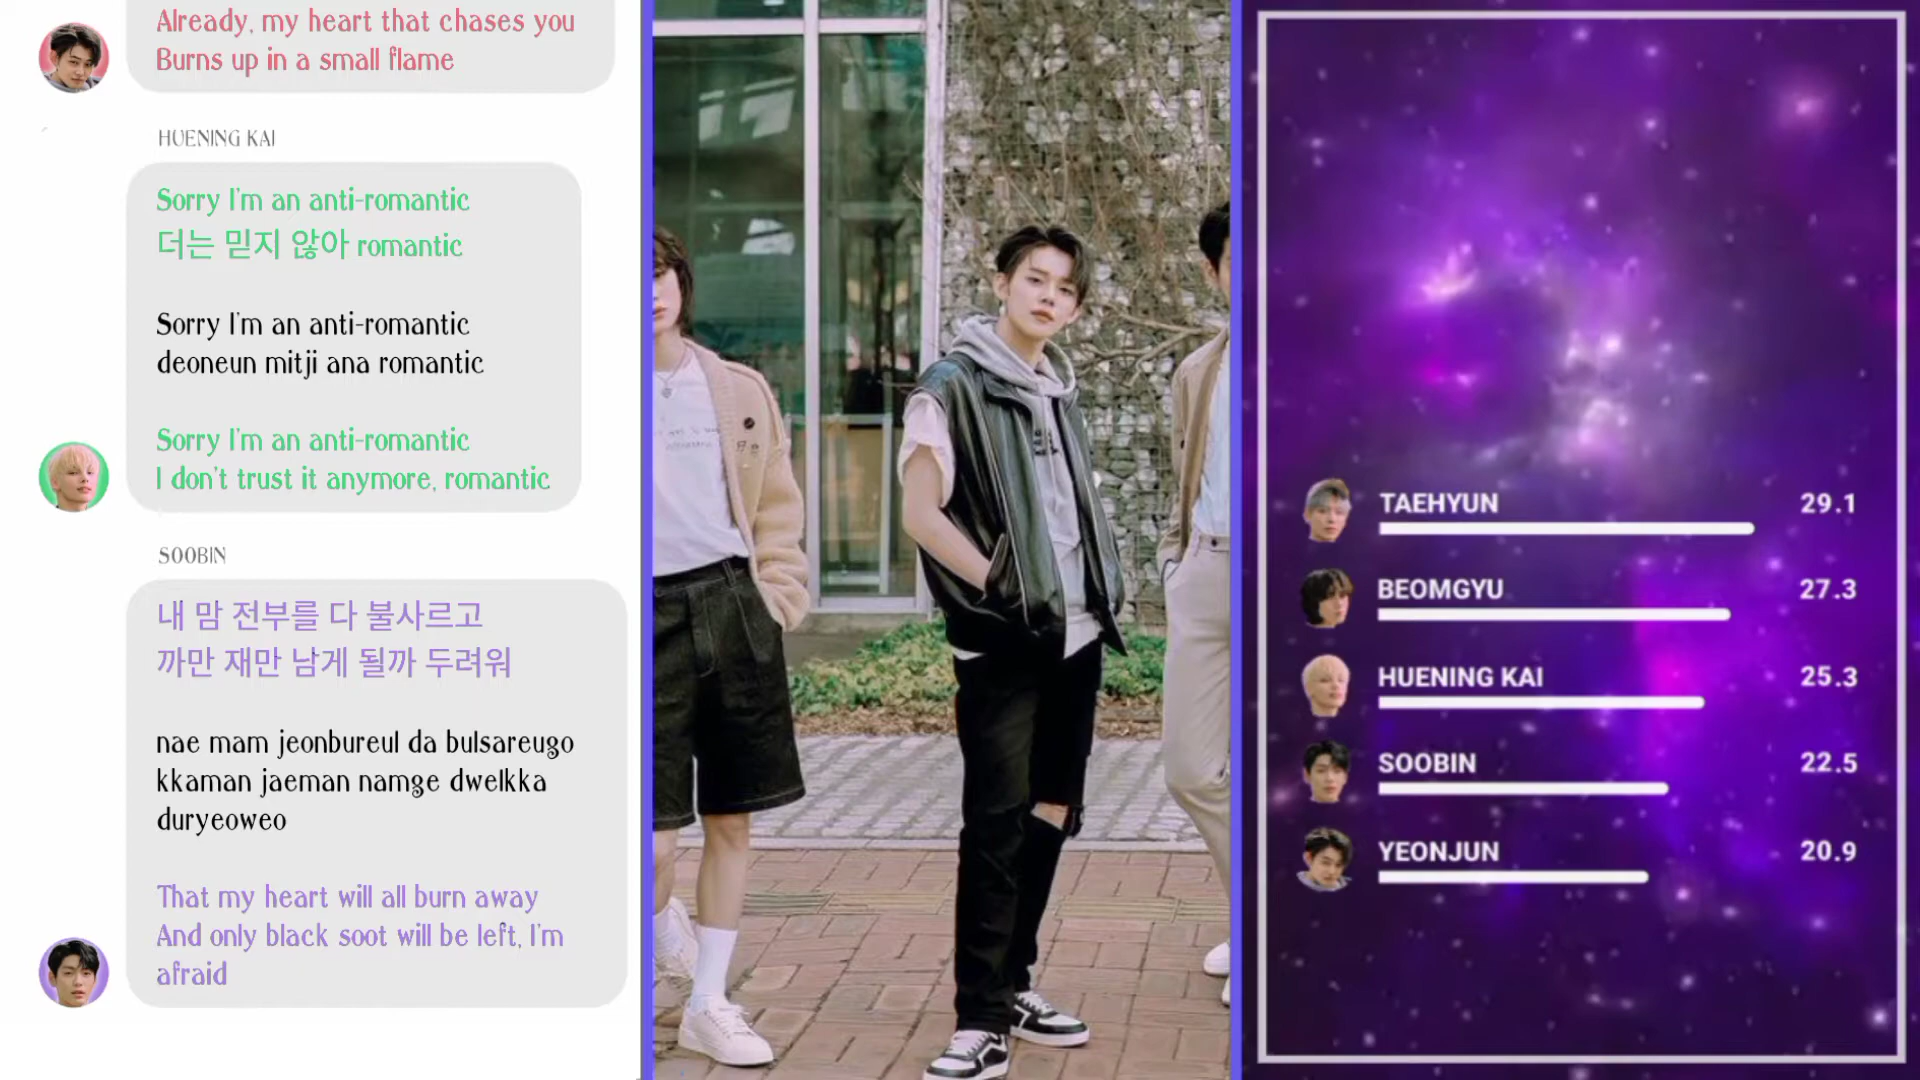 Already, my heart that chases you
Burns up in a small flame
HUENING KAI
Sorry I'm an anti-romantic
더는 믿지 않아 romantic
Sorry I'm an anti-romantic
deoneun mitji ana romantic
Sorry I'm an anti-romantic
I don't trust it anymore, romantic
SOOBIN
내 맘 전부를 다 불사르고
까만 재만 남게 될까 두려워
nae mam jeonbureul da bulsareugo
kkaman jaeman namge dwelkka
duryeoweo
That my heart will all burn away
And only black soot will be left, I'm
afraid
TAEHYUN 29.1
BEOMGYU 27.3
HUENING KAI 25.3
SOOBIN 22.5
YEONJUN 20.9